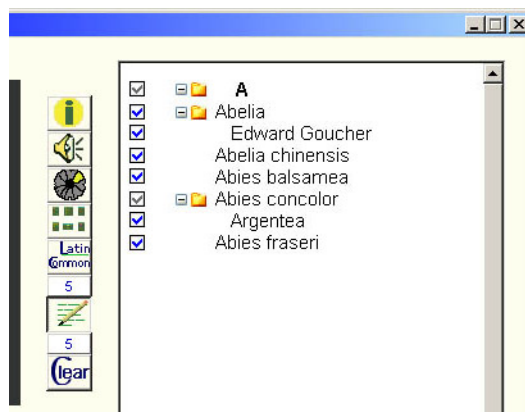 A
Abelia
Edward Goucher
Abelia chinensis
Abies balsamea
Abies concolor
Argentea
Abies fraseri
i
Latin
Common
5
5
Clear